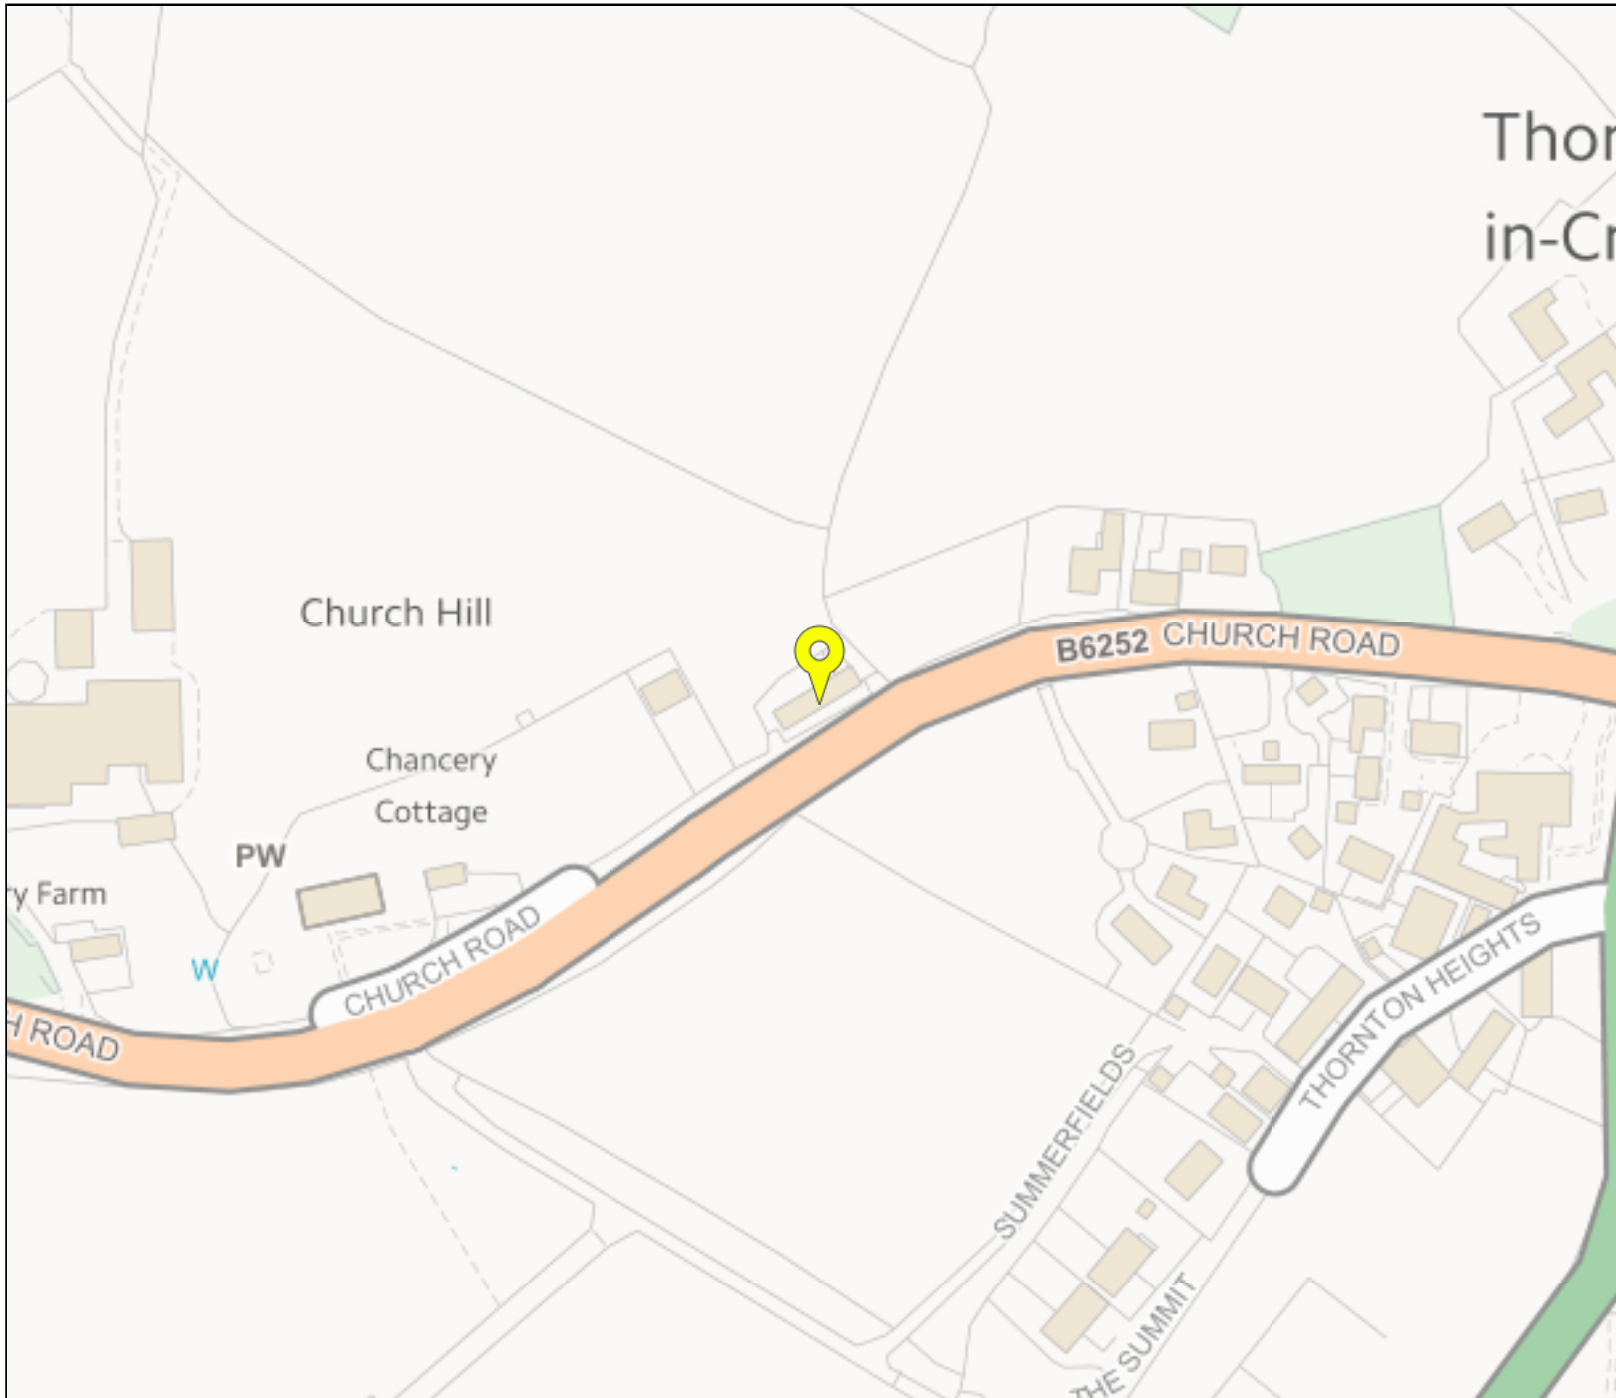 Thor
in-Cr
Church Hill
B6252 CHURCH ROAD
Chancery
Cottage
PW
ry Farm
W
CHURCH ROAD
H ROAD
THORNTON HEIGHTS
SUMMERFIELDS
THE SUMMIT